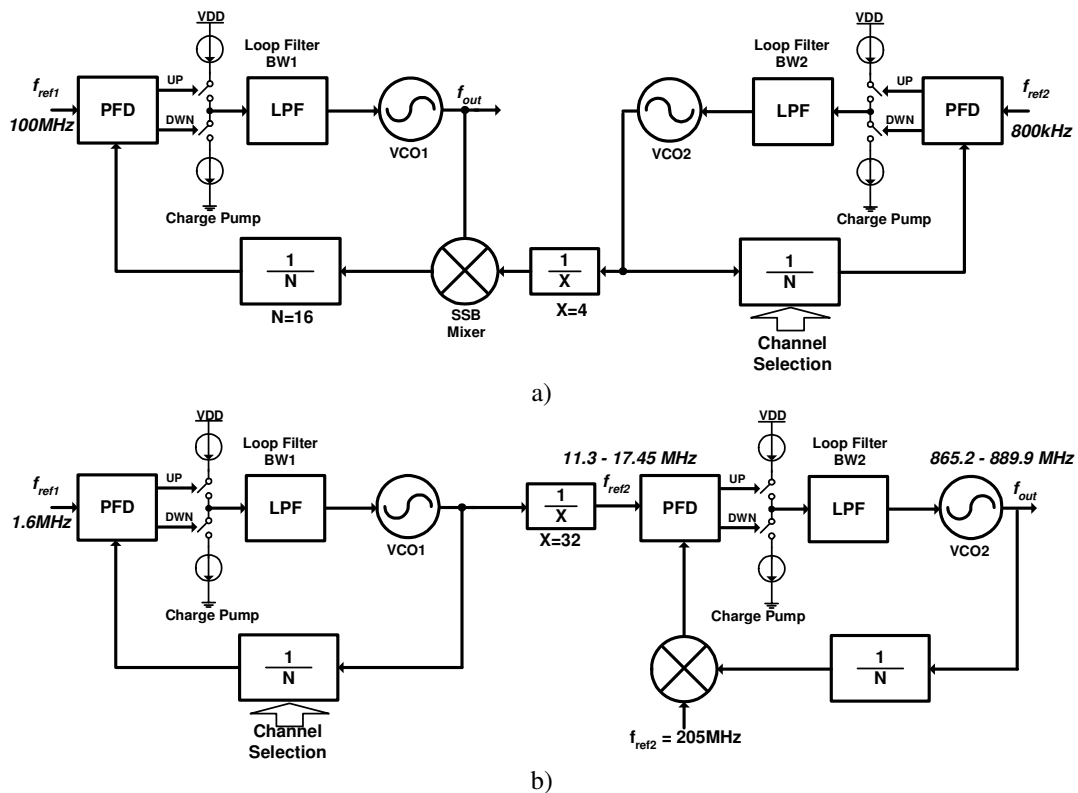 VDD
VDD
Loop Filter
BW1
Loop Filter
BW2
f_ref1
100MHz
PFD
UP
DWN
LPF
VCO1
f_out
VCO2
LPF
UP
DWN
PFD
f_ref2
800kHz
Charge Pump
Charge Pump
1
N
N=16
SSB
Mixer
1
X
X=4
1
N
Channel
Selection
a)
VDD
VDD
Loop Filter
BW1
11.3 - 17.45 MHz
Loop Filter
BW2
865.2 - 889.9 MHz
f_ref1
1.6MHz
PFD
UP
DWN
LPF
VCO1
1
X
X=32
f_ref2
PFD
UP
DWN
LPF
VCO2
f_out
Charge Pump
Charge Pump
1
N
Channel
Selection
1
N
f_ref2 = 205MHz
b)